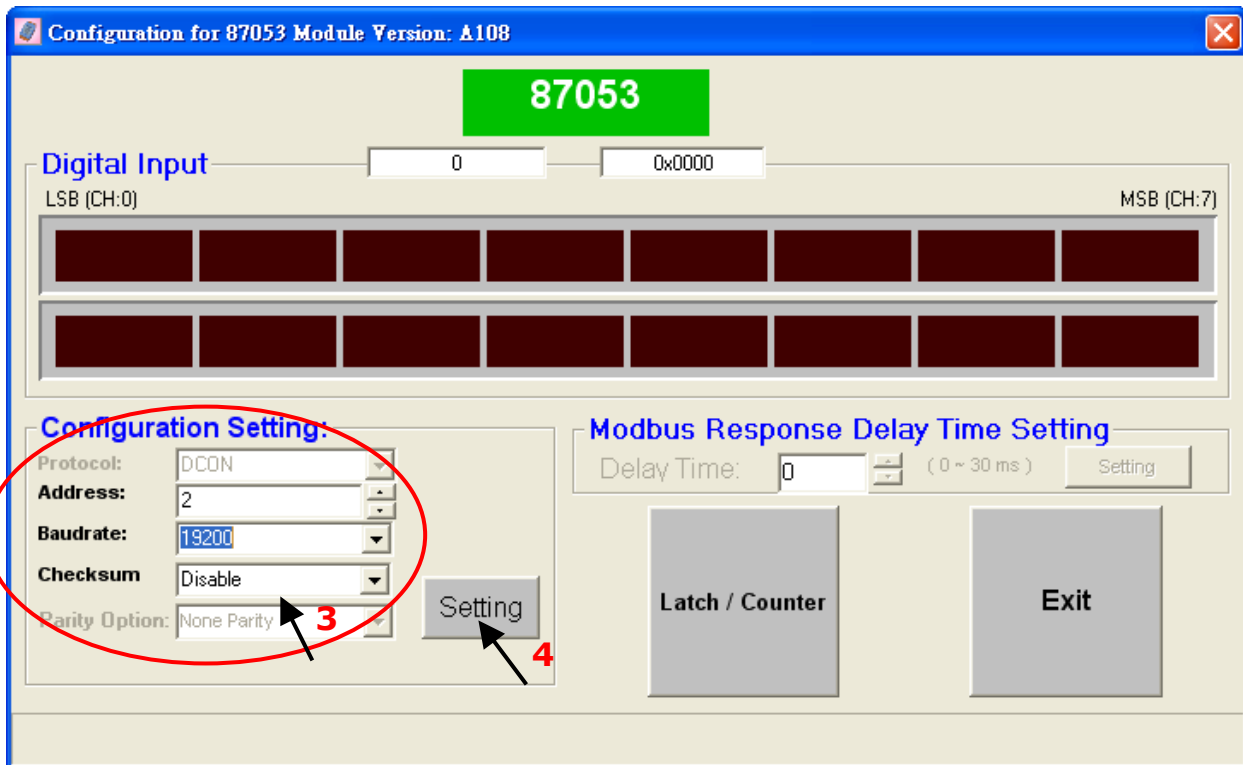 Configuration for 87053 Module Version: A108
87053
Digital Input
0
0x0000
LSB (CH:0)
MSB (CH:7)
Configuration Setting:
Protocol: DCON
Address: 2
Baudrate: 19200
Checksum Disable
Parity Option: None Parity
3
Setting
4
Modbus Response Delay Time Setting
Delay Time: 0 ( 0 ~ 30 ms ) Setting
Latch / Counter
Exit